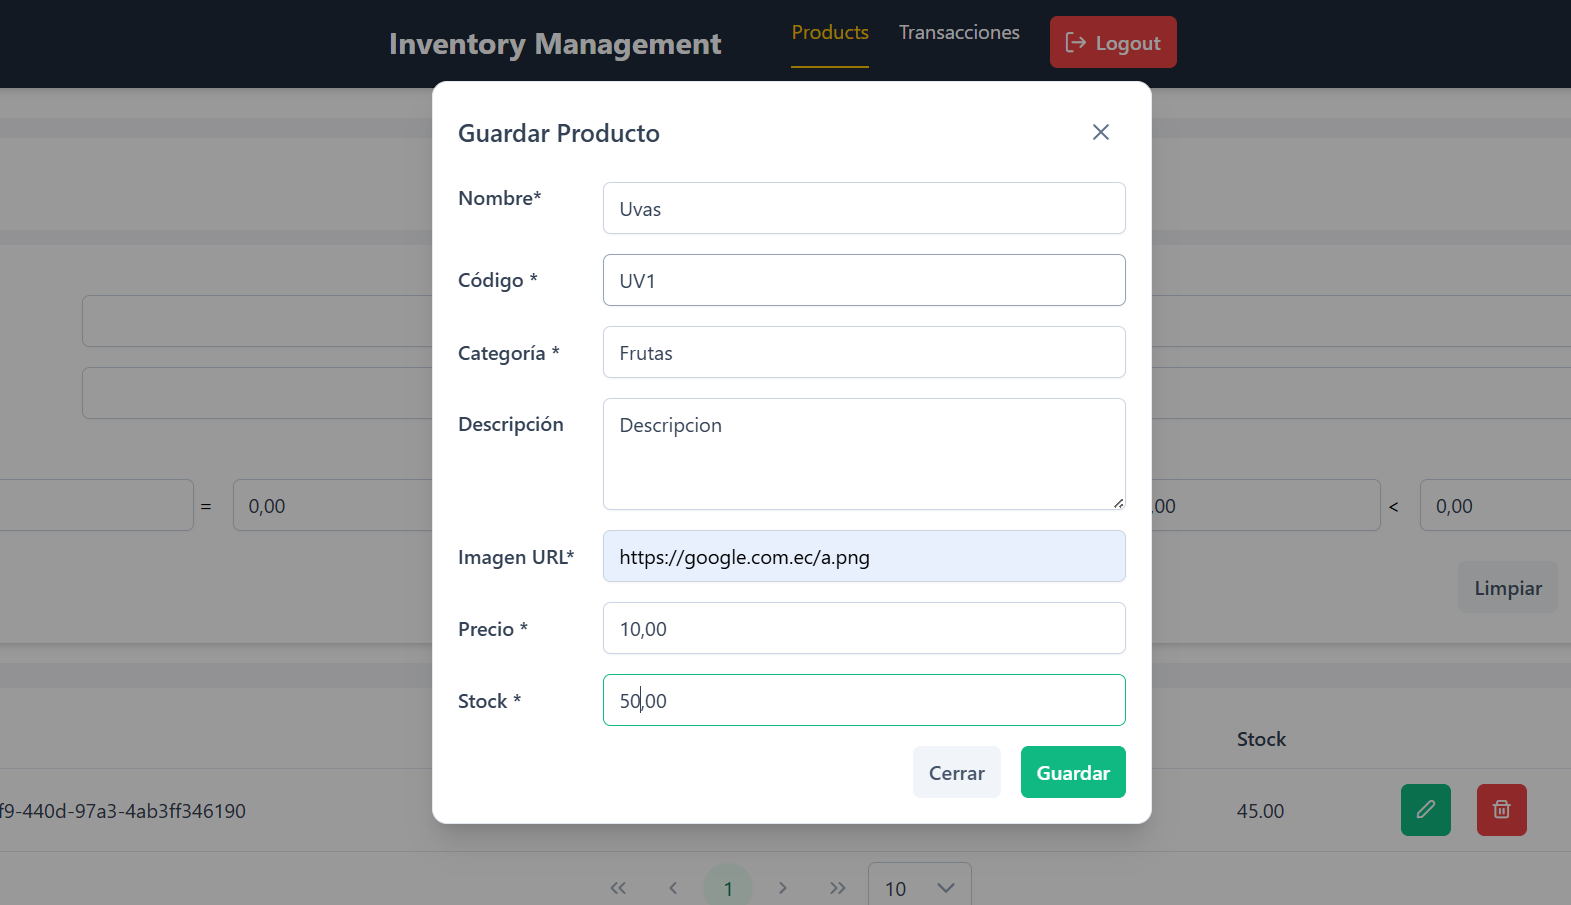 Inventory Management
Products
Transacciones
Logout
Guardar Producto
Nombre*
Uvas
Código *
UV1
Categoría *
Frutas
Descripción
Descripcion
= 0,00
,00 < 0,00
Imagen URL*
https://google.com.ec/a.png
Limpiar
Precio *
10,00
Stock *
50,00
Stock
Cerrar
Guardar
f9-440d-97a3-4ab3ff346190
45.00
« ‹ 1 › » 10